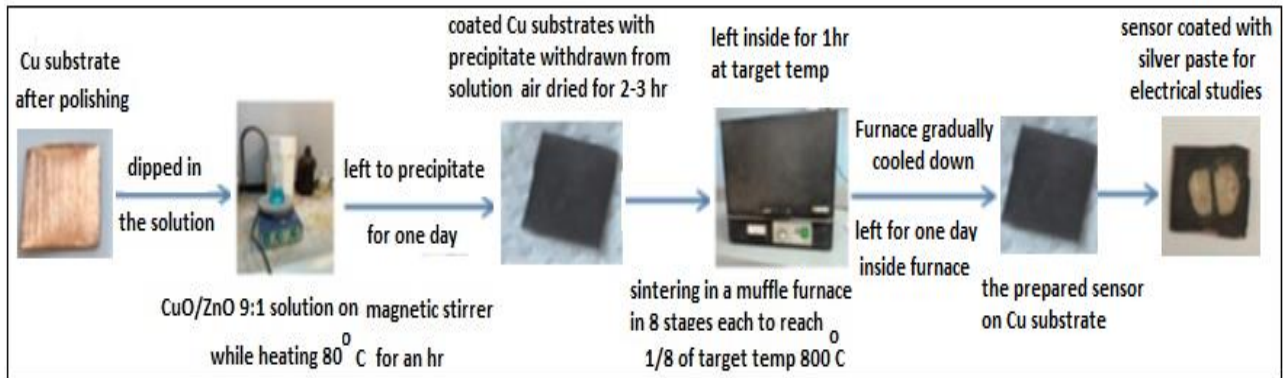 Cu substrate
after polishing
dipped in
the solution
CuO/ZnO 9:1 solution on magnetic stirrer
while heating 80° C for an hr
left to precipitate
for one day
coated Cu substrates with
precipitate withdrawn from
solution air dried for 2-3 hr
sintering in a muffle furnace
in 8 stages each to reach
1/8 of target temp 800°C
left inside for 1hr
at target temp
Furnace gradually
cooled down
left for one day
inside furnace
the prepared sensor
on Cu substrate
sensor coated with
silver paste for
electrical studies